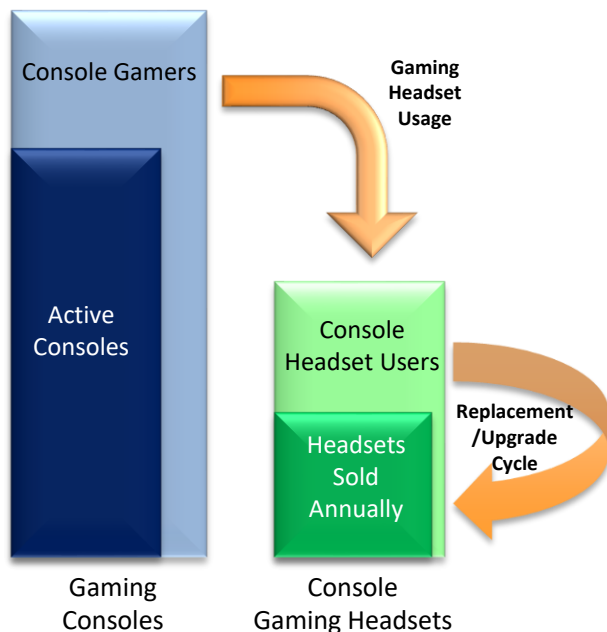 Console Gamers
Gaming
Headset
Usage
Active
Consoles
Console
Headset Users
Replacement
/Upgrade
Cycle
Headsets
Sold
Annually
Gaming
Consoles
Console
Gaming Headsets